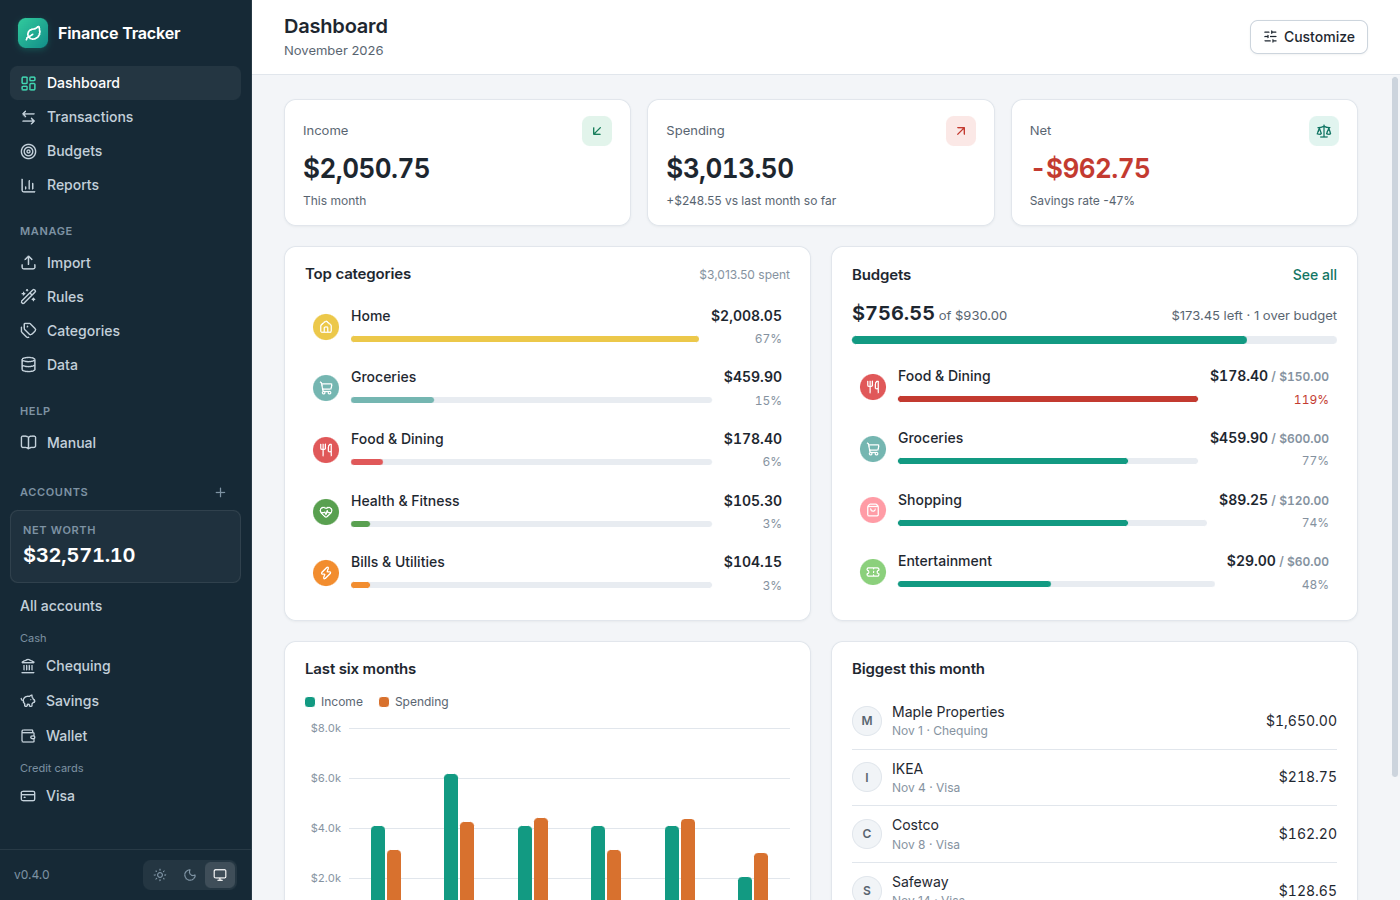 Finance Tracker
Dashboard
Transactions
Budgets
Reports
MANAGE
Import
Rules
Categories
Data
HELP
Manual
ACCOUNTS
NET WORTH
$32,571.10
All accounts
Cash
Chequing
Savings
Wallet
Credit cards
Visa
v0.4.0
Dashboard
November 2026
Customize
Income
$2,050.75
This month
Spending
$3,013.50
+$248.55 vs last month so far
Net
-$962.75
Savings rate -47%
Top categories
$3,013.50 spent
Home
$2,008.05
67%
Groceries
$459.90
15%
Food & Dining
$178.40
6%
Health & Fitness
$105.30
3%
Bills & Utilities
$104.15
3%
Budgets
See all
$756.55 of $930.00
$173.45 left · 1 over budget
Food & Dining
$178.40 / $150.00
119%
Groceries
$459.90 / $600.00
77%
Shopping
$89.25 / $120.00
74%
Entertainment
$29.00 / $60.00
48%
Last six months
Income
Spending
$8.0k
$6.0k
$4.0k
$2.0k
Biggest this month
M
Maple Properties
Nov 1 · Chequing
$1,650.00
I
IKEA
Nov 4 · Visa
$218.75
C
Costco
Nov 8 · Visa
$162.20
S
Safeway
Nov 14 · Visa
$128.65